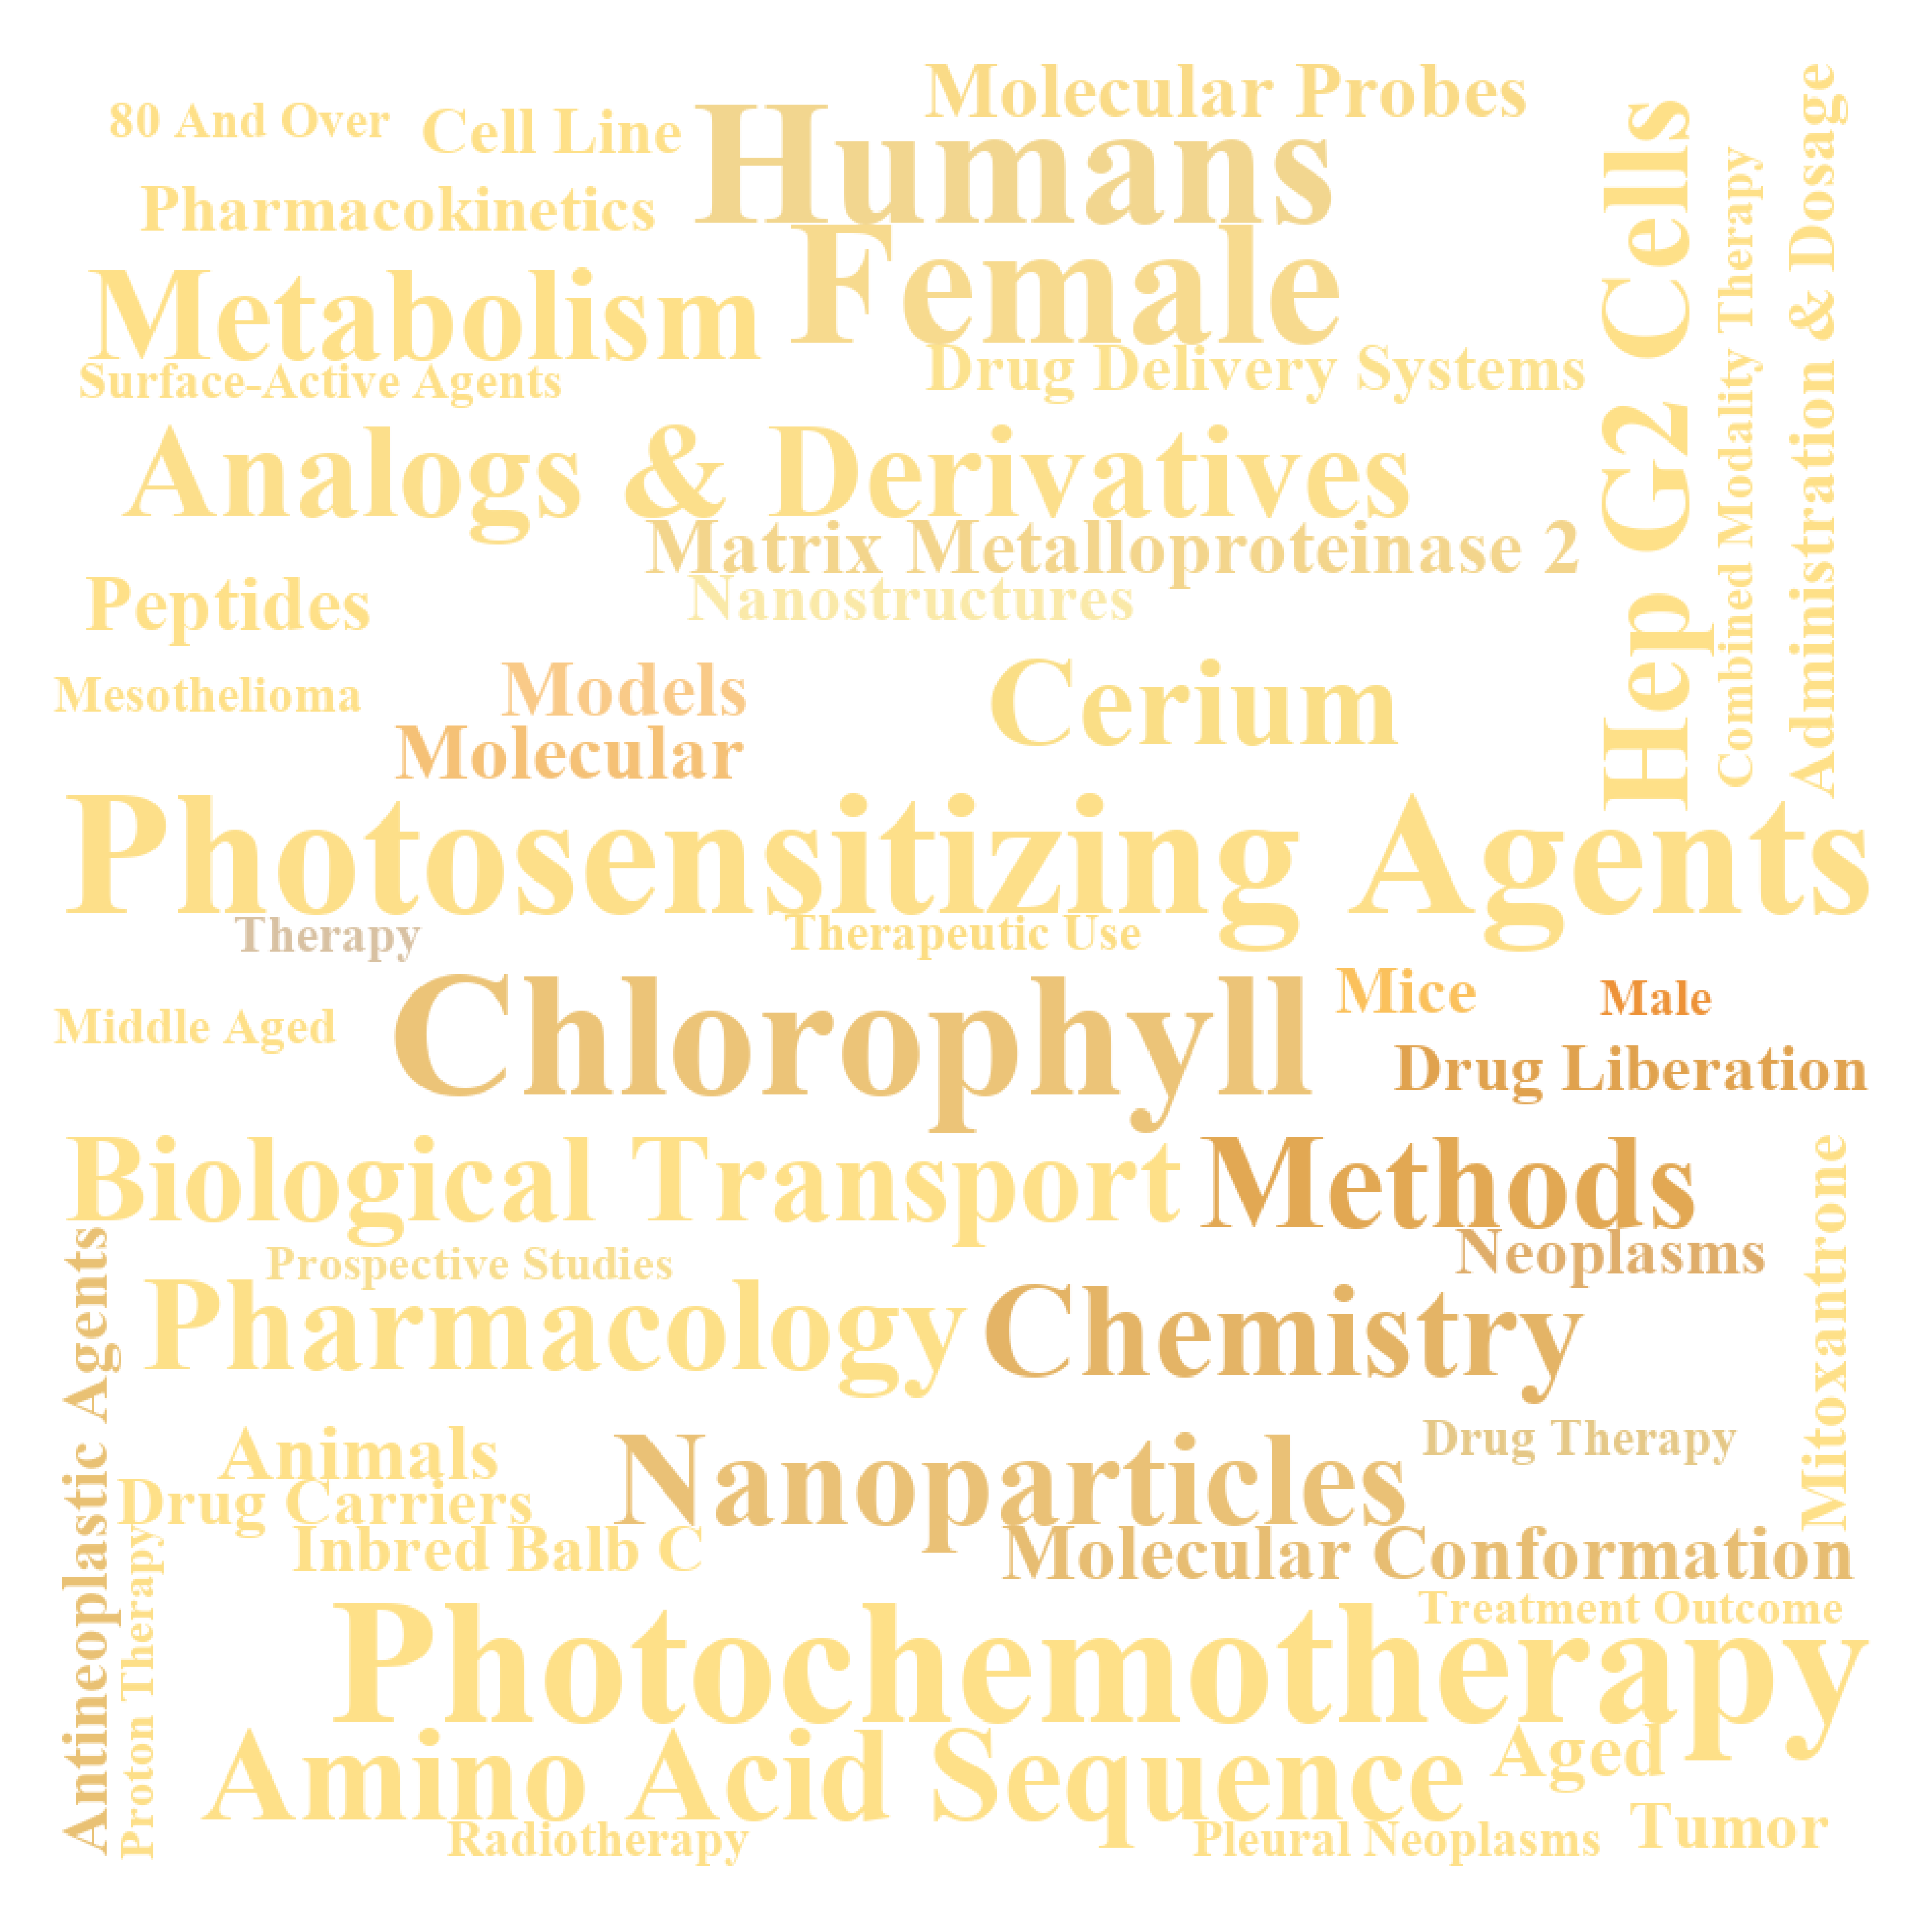 Molecular Probes
80 And Over
Cell Line
Humans
Pharmacokinetics
Female
Metabolism
Surface-Active Agents
Drug Delivery Systems
Hep G2 Cells
Combined Modality Therapy
Administration & Dosage
Analogs & Derivatives
Matrix Metalloproteinase 2
Peptides
Nanostructures
Mesothelioma
Models
Cerium
Molecular
Photosensitizing Agents
Therapy
Therapeutic Use
Middle Aged
Chlorophyll
Mice
Male
Drug Liberation
Biological Transport
Methods
Prospective Studies
Neoplasms
Pharmacology
Chemistry
Mitoxantrone
Antineoplastic Agents
Animals
Nanoparticles
Drug Therapy
Drug Carriers
Inbred Balb C
Molecular Conformation
Proton Therapy
Treatment Outcome
Photochemotherapy
Amino Acid Sequence
Aged
Radiotherapy
Pleural Neoplasms
Tumor